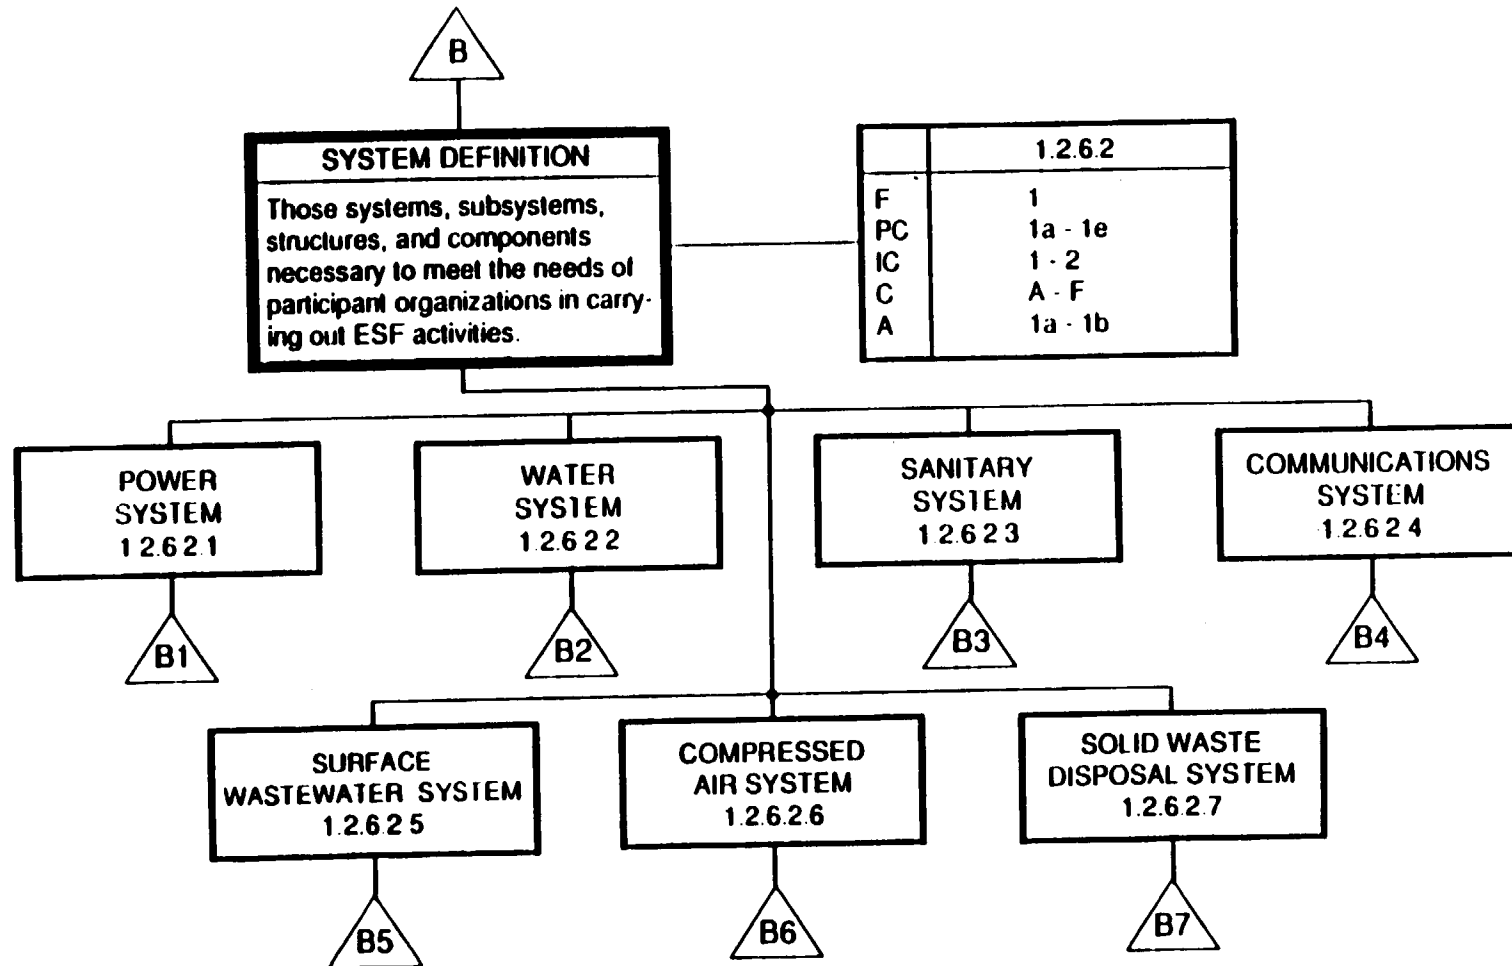 B
SYSTEM DEFINITION
Those systems, subsystems,
structures, and components
necessary to meet the needs of
participant organizations in carry-
ing out ESF activities.
1.2.6.2
F 1
PC 1a - 1e
IC 1 - 2
C A - F
A 1a - 1b
POWER
SYSTEM
1 2.6 2.1
WATER
SYSTEM
1.2.6 2 2
SANITARY
SYSTEM
1.2.6 2 3
COMMUNICATIONS
SYSTEM
1.2.6 2 4
B1
B2
B3
B4
SURFACE
WASTEWATER SYSTEM
1.2.6.2 5
COMPRESSED
AIR SYSTEM
1.2.6.2.6
SOLID WASTE
DISPOSAL SYSTEM
1.2.6.2.7
B5
B6
B7